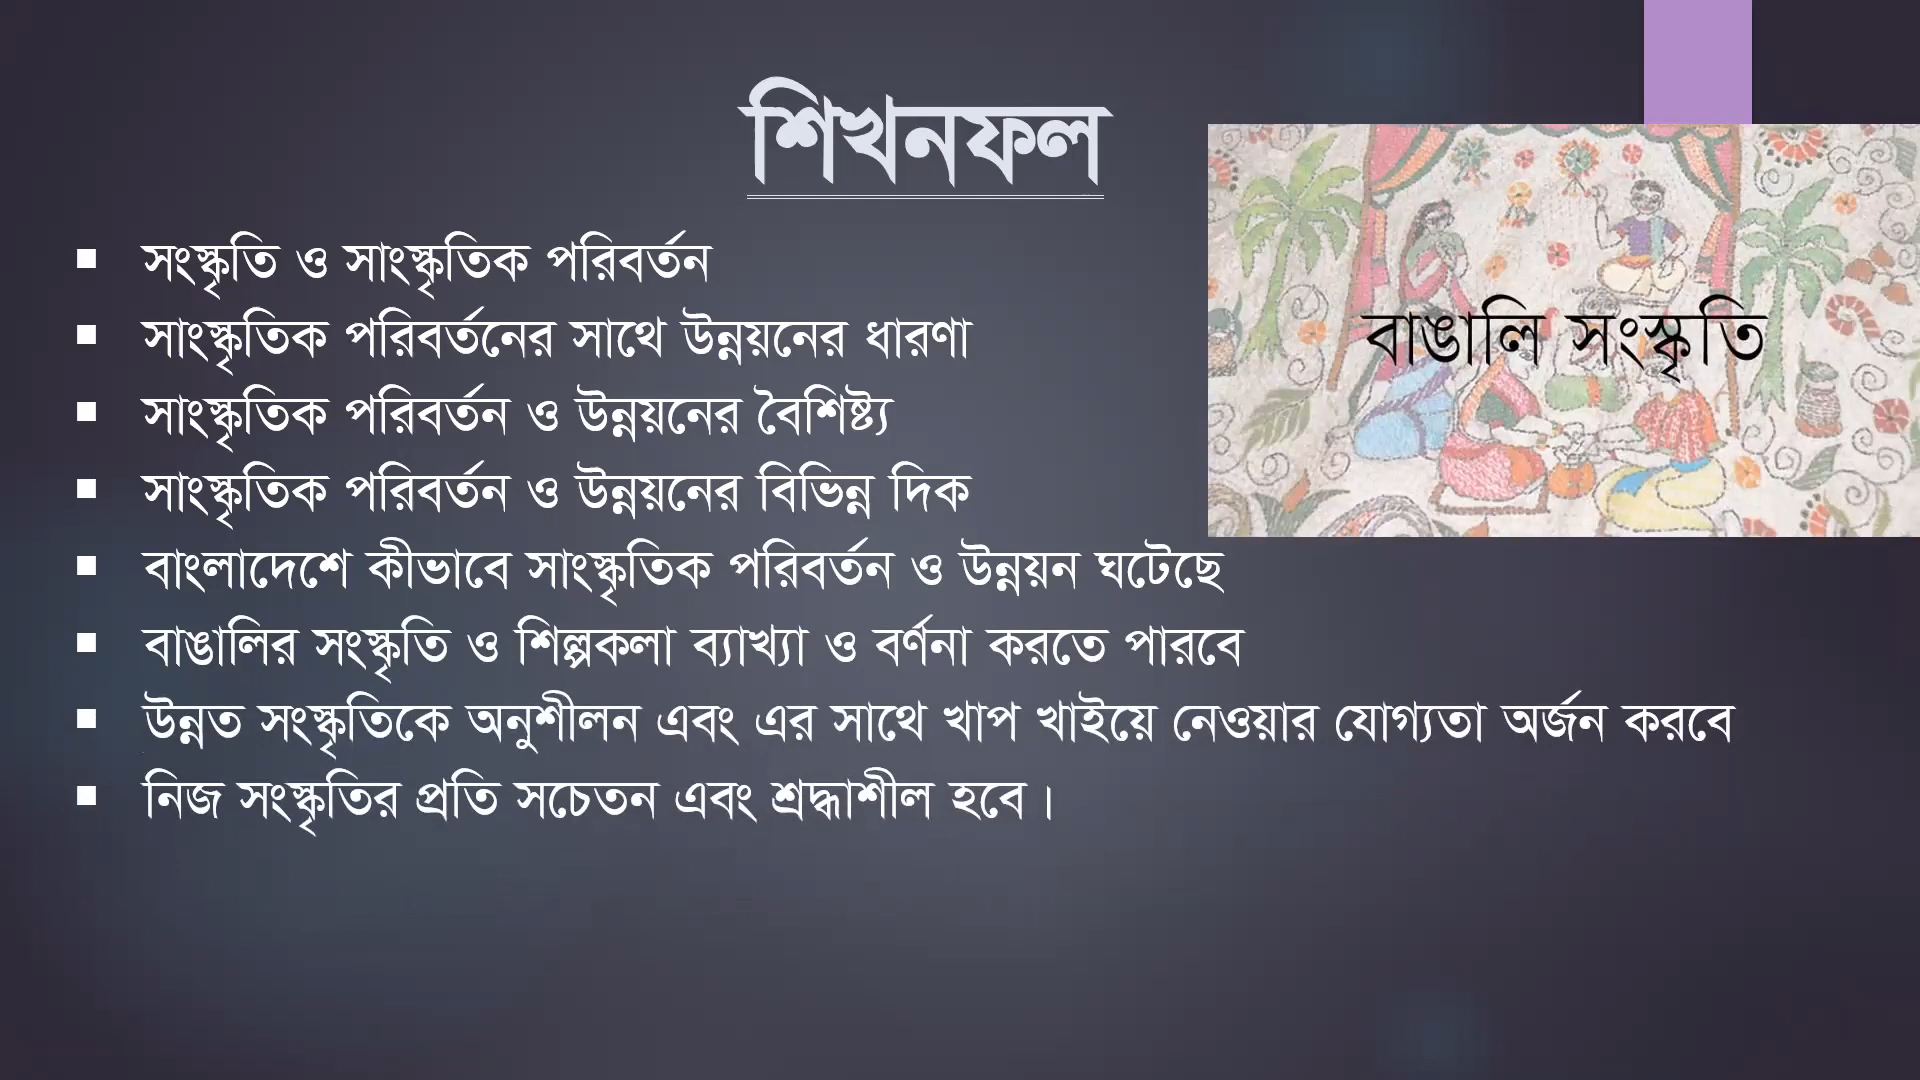 শিখনফল
সংস্কৃতি ও সাংস্কৃতিক পরিবর্তন
সাংস্কৃতিক পরিবর্তনের সাথে উন্নয়নের ধারণা
সাংস্কৃতিক পরিবর্তন ও উন্নয়নের বৈশিষ্ট্য
সাংস্কৃতিক পরিবর্তন ও উন্নয়নের বিভিন্ন দিক
বাংলাদেশে কীভাবে সাংস্কৃতিক পরিবর্তন ও উন্নয়ন ঘটেছে
বাঙালির সংস্কৃতি ও শিল্পকলা ব্যাখ্যা ও বর্ণনা করতে পারবে
উন্নত সংস্কৃতিকে অনুশীলন এবং এর সাথে খাপ খাইয়ে নেওয়ার যোগ্যতা অর্জন করবে
নিজ সংস্কৃতির প্রতি সচেতন এবং শ্রদ্ধাশীল হবে।
বাঙালি সংস্কৃতি